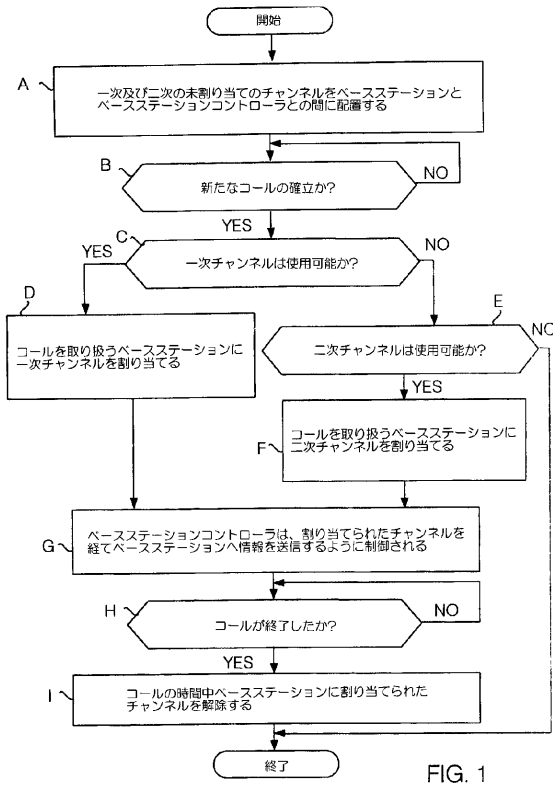 開始
A
一次及び二次の未割り当てのチャンネルをベースステーションと
ベースステーションコントローラとの間に配置する
B
新たなコールの確立か?
NO
YES
C
一次チャンネルは使用可能か?
YES
NO
D
コールを取り扱うベースステーションに
一次チャンネルを割り当てる
E
二次チャンネルは使用可能か?
NO
YES
F
コールを取り扱うベースステーションに
二次チャンネルを割り当てる
G
ベースステーションコントローラは、割り当てられたチャンネルを
経てベースステーションへ情報を送信するように制御される
H
コールが終了したか?
NO
YES
I
コールの時間中ベースステーションに割り当てられた
チャンネルを解除する
終了
FIG. 1